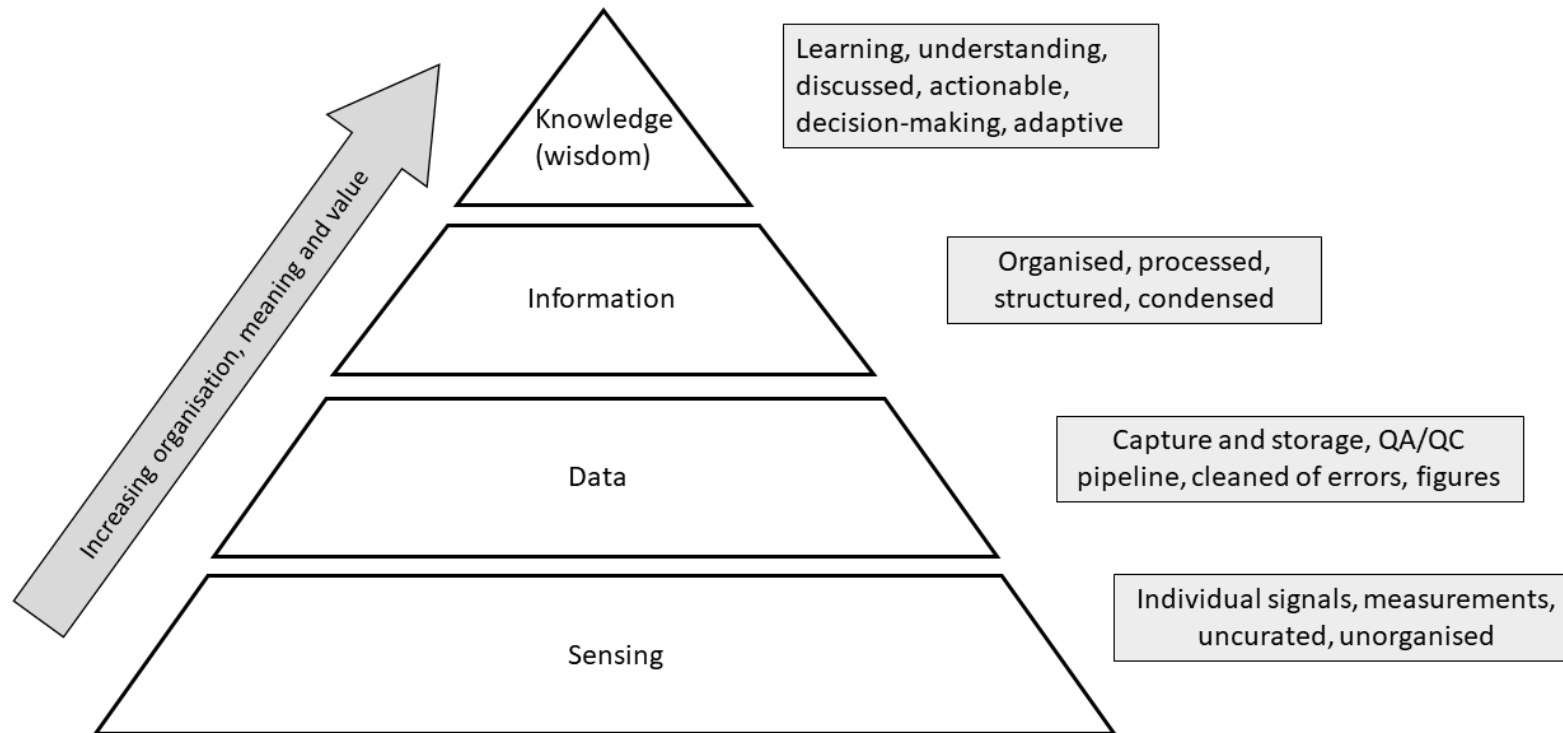 Learning, understanding,
discussed, actionable,
decision-making, adaptive
Knowledge
(wisdom)
Increasing organisation, meaning and value
Organised, processed,
structured, condensed
Information
Capture and storage, QA/QC
pipeline, cleaned of errors, figures
Data
Individual signals, measurements,
uncurated, unorganised
Sensing